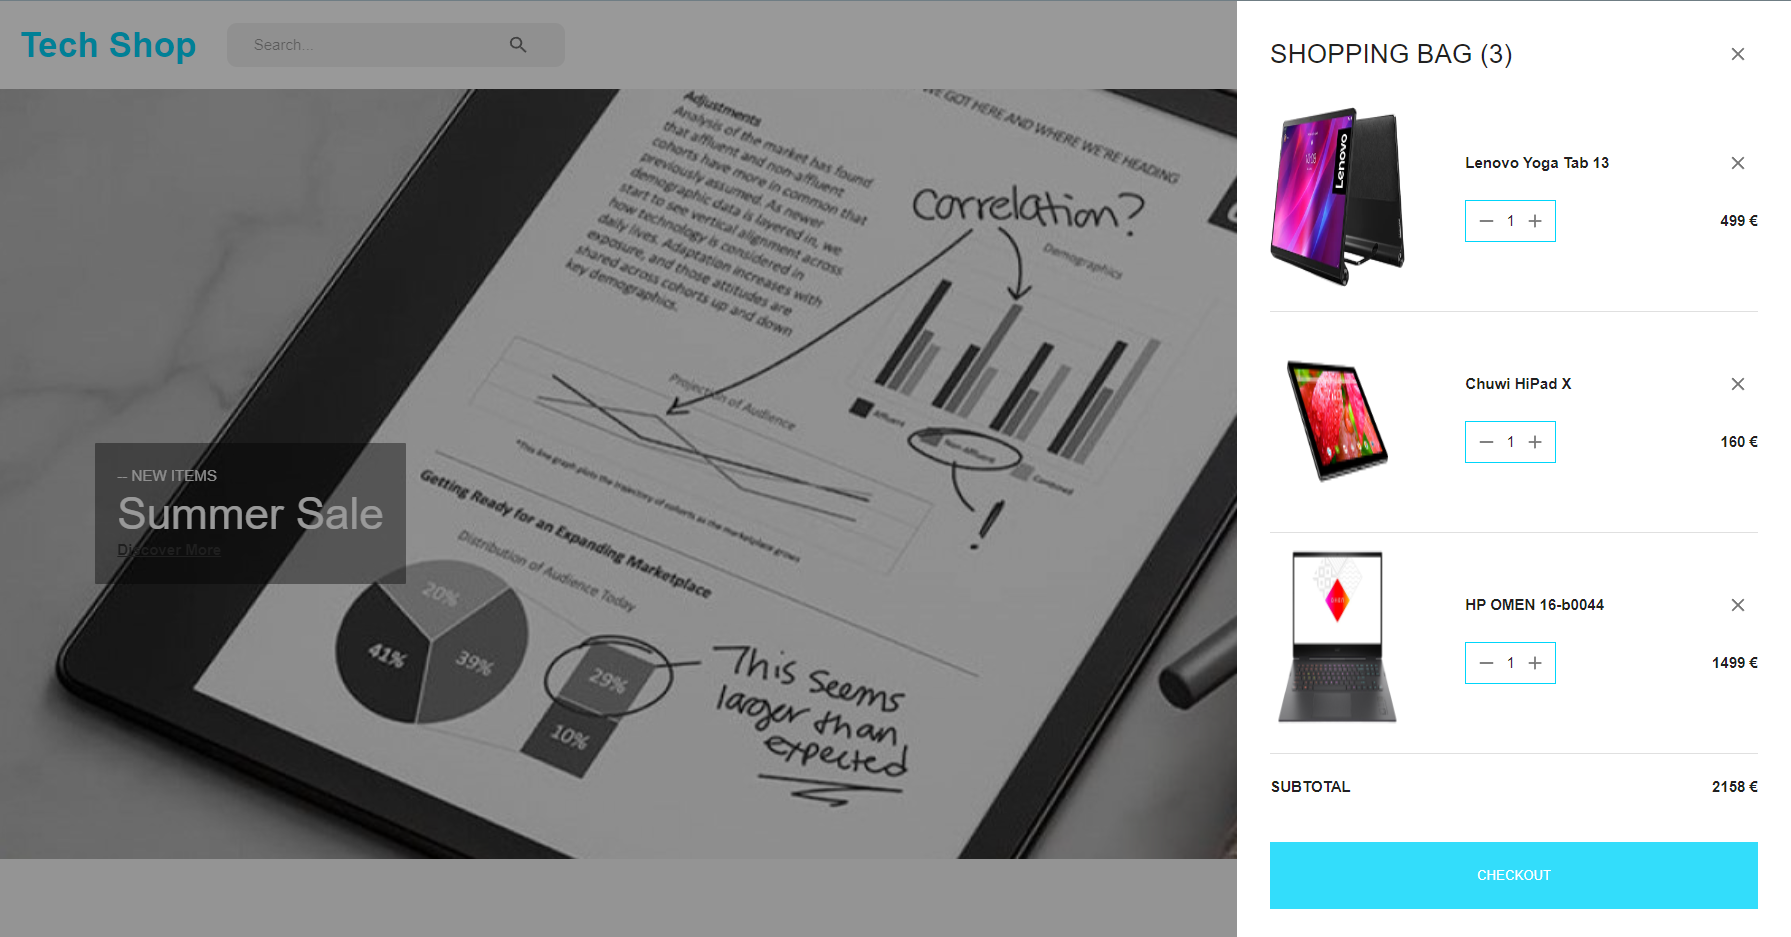 Tech Shop
Search...
Adjustments
Analysis of the market has found
that affluent and non-affluent
cohorts have more in common that
previously assumed. As newer
demographic data is layered in, we
start to see vertical alignment across
how technology is considered in
daily lives. Adaptation increases with
exposure, and those attitudes are
shared across cohorts up and down
key demographics.
WE GOT HERE AND WHERE WE'RE HEADING
Correlation?
Demographics
Projection of Audience
Affluent
Non-Affluent
Combined
*This line graph plots the trajectory of cohorts as the marketplace grows
Getting Ready for an Expanding Marketplace
Distribution of Audience Today
20%
41%
39%
29%
10%
This seems
larger than
expected
!
-- NEW ITEMS
Summer Sale
Discover More
SHOPPING BAG (3)
Lenovo
Lenovo Yoga Tab 13
1
499 €
Chuwi HiPad X
1
160 €
HP OMEN 16-b0044
1
1499 €
SUBTOTAL
2158 €
CHECKOUT